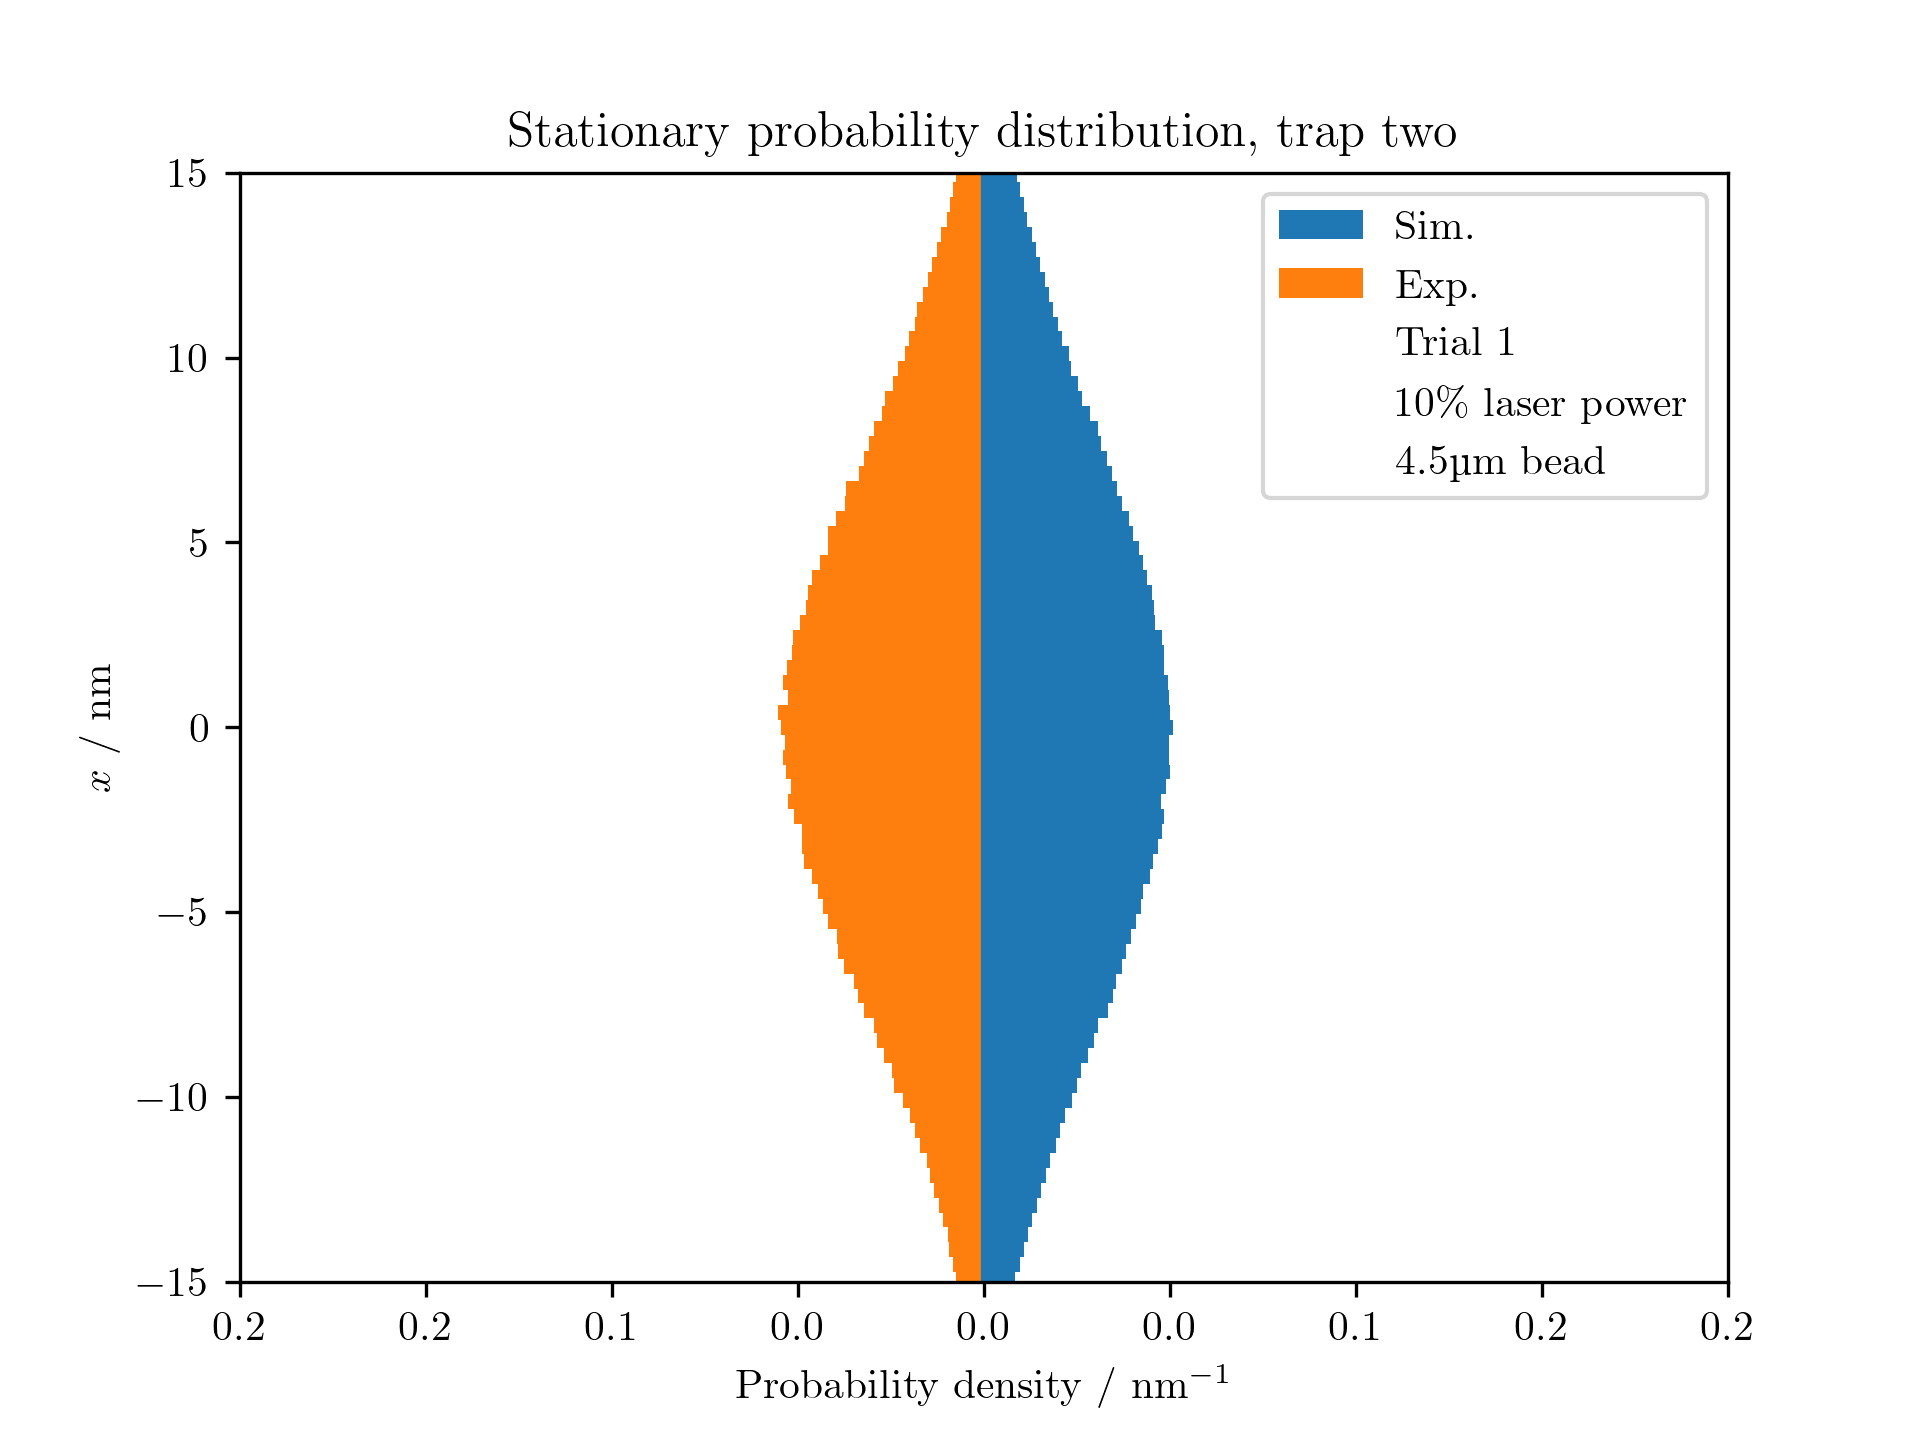 Stationary probability distribution, trap two
15
10
5
0
−5
−10
−15
x / nm
Sim.
Exp.
Trial 1
10% laser power
4.5µm bead
0.2 0.2 0.1 0.0 0.0 0.0 0.1 0.2 0.2
Probability density / nm⁻¹